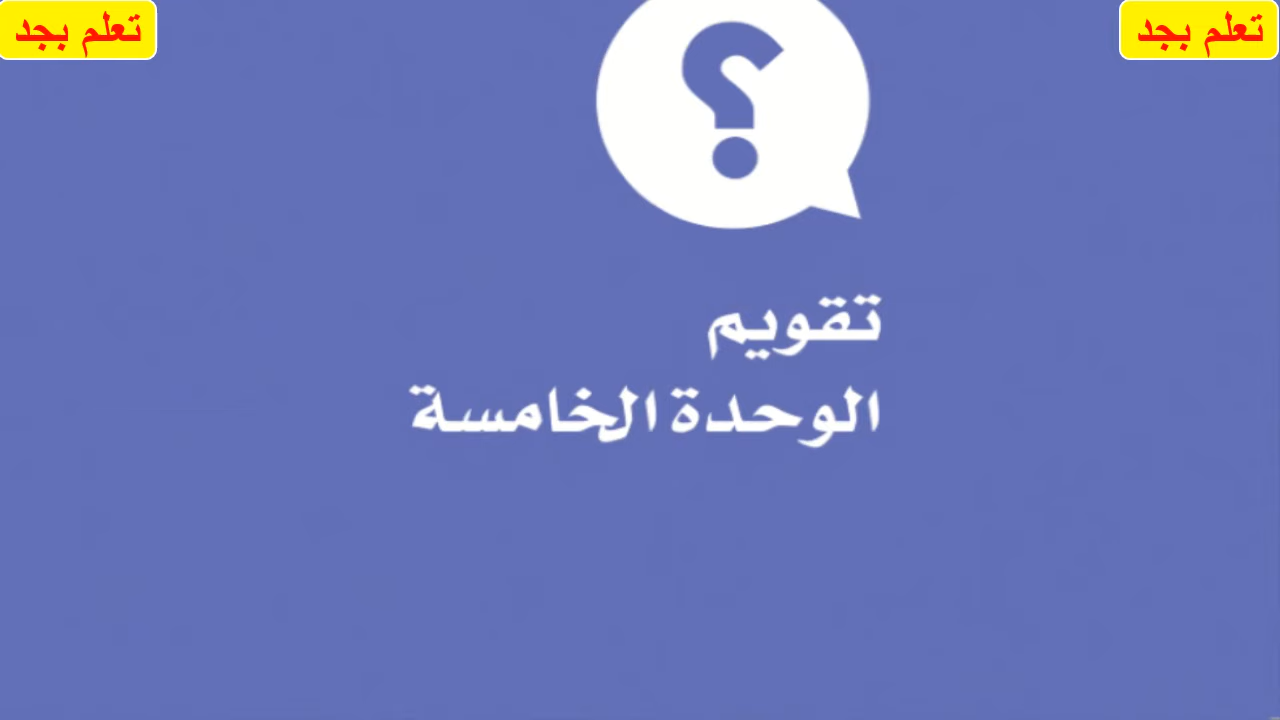 تعلم بجد
تعلم بجد
؟
تقويم
الوحدة الخامسة